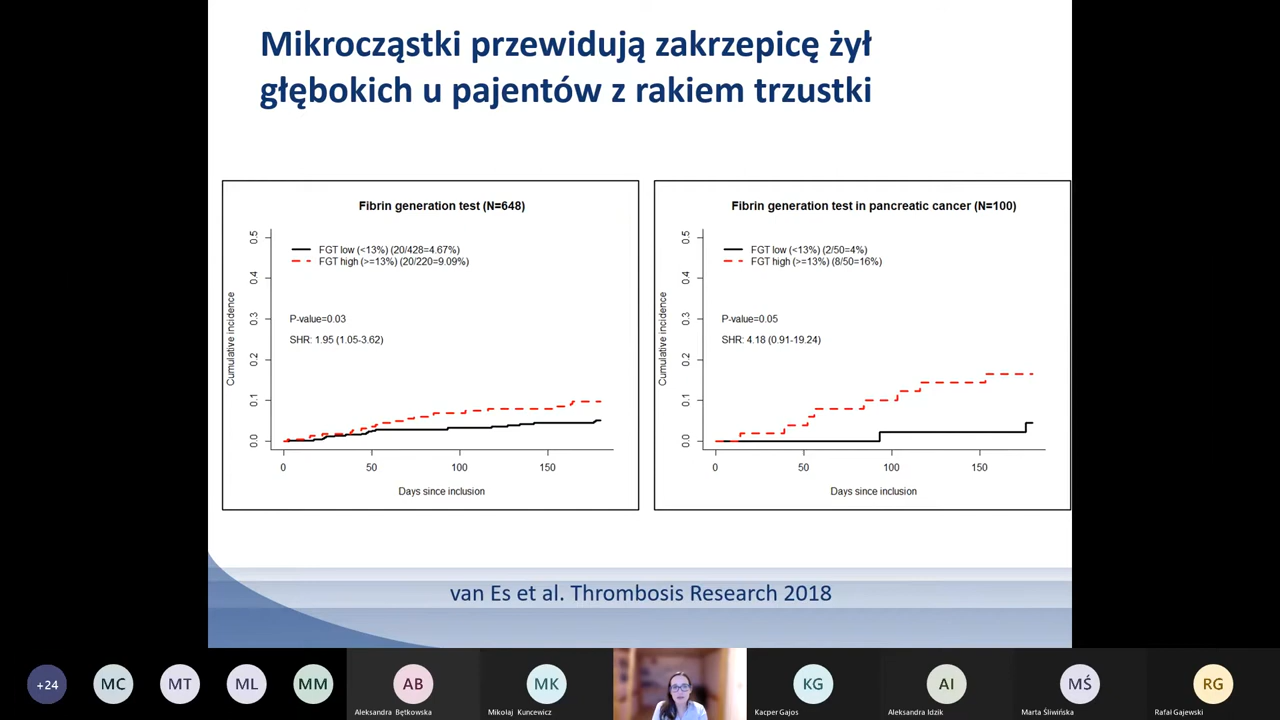 Mikrocząstki przewidują zakrzepicę żył
głębokich u pajentów z rakiem trzustki
Fibrin generation test (N=648)
FGT low (<13%) (20/428=4.67%)
FGT high (>=13%) (20/220=9.09%)
P-value=0.03
SHR: 1.95 (1.05-3.62)
Cumulative incidence
0.5
0.4
0.3
0.2
0.1
0.0
0 50 100 150
Days since inclusion
Fibrin generation test in pancreatic cancer (N=100)
FGT low (<13%) (2/50=4%)
FGT high (>=13%) (8/50=16%)
P-value=0.05
SHR: 4.18 (0.91-19.24)
Cumulative incidence
0.5
0.4
0.3
0.2
0.1
0.0
0 50 100 150
Days since inclusion
van Es et al. Thrombosis Research 2018
+24 MC MT ML MM AB MK KG AI MŚ RG
Aleksandra Bętkowska Mikołaj Kuncewicz Kacper Gajos Aleksandra Idzik Marta Śliwińska Rafał Gajewski